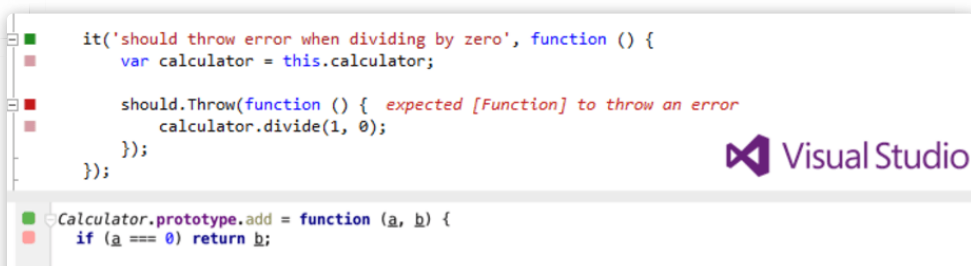 it('should throw error when dividing by zero', function () {
var calculator = this.calculator;
should.Throw(function () { expected [Function] to throw an error
calculator.divide(1, 0);
});
});
Visual Studio
Calculator.prototype.add = function (a, b) {
if (a === 0) return b;